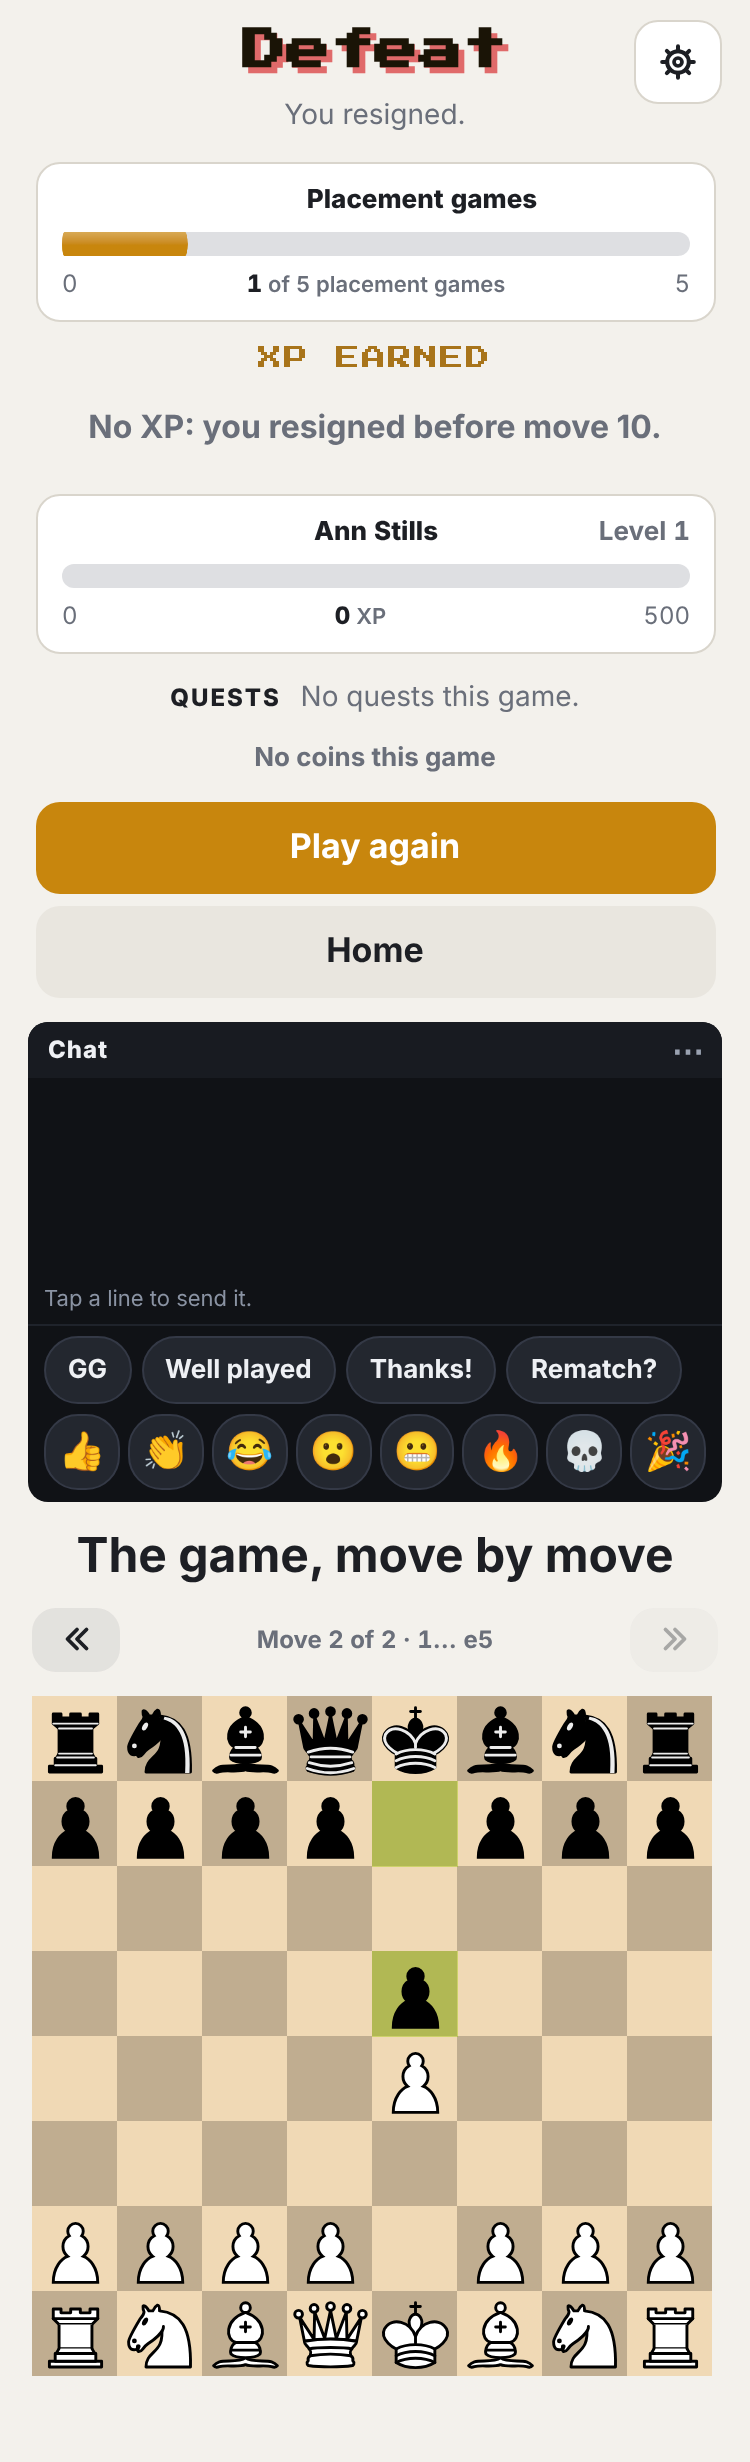 Defeat
You resigned.
Placement games
0 1 of 5 placement games 5
XP EARNED
No XP: you resigned before move 10.
Ann Stills Level 1
0 0 XP 500
QUESTS No quests this game.
No coins this game
Play again
Home
Chat
Tap a line to send it.
GG Well played Thanks! Rematch?
The game, move by move
Move 2 of 2 · 1... e5